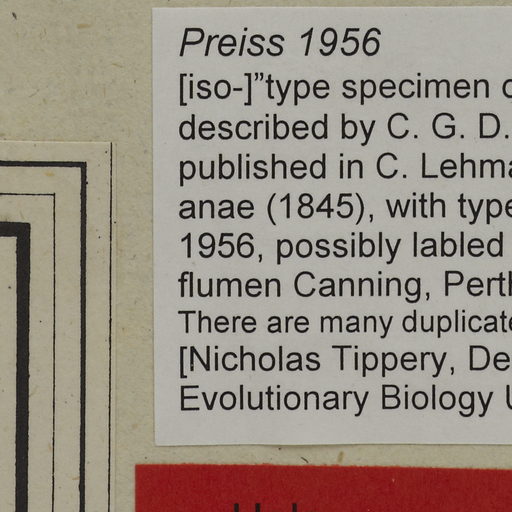 Preiss 1956
[iso-]”type specimen
described by C. G. D.
published in C. Lehma
anae (1845), with type
1956, possibly labled
flumen Canning, Perth
There are many duplicate
[Nicholas Tippery, De
Evolutionary Biology U